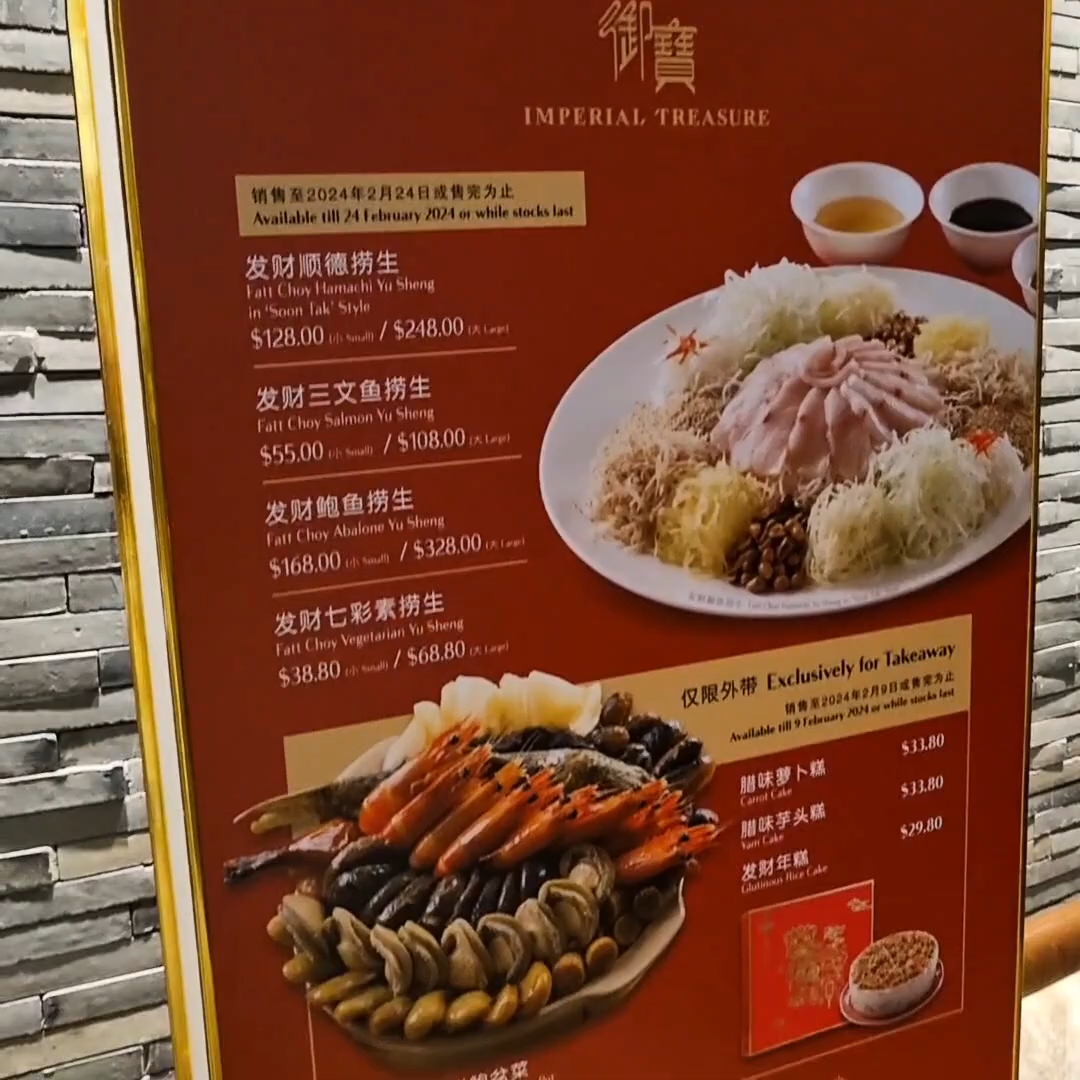 御寶
IMPERIAL TREASURE
销售至2024年2月24日或售完为止
Available till 24 February 2024 or while stocks last
发财顺德捞生
Fatt Choy Hamachi Yu Sheng
in 'Soon Tak' Style
$128.00 (小 Small) / $248.00 (大 Large)
发财三文鱼捞生
Fatt Choy Salmon Yu Sheng
$55.00 (小 Small) / $108.00 (大 Large)
发财鲍鱼捞生
Fatt Choy Abalone Yu Sheng
$168.00 (小 Small) / $328.00 (大 Large)
发财七彩素捞生
Fatt Choy Vegetarian Yu Sheng
$38.80 (小 Small) / $68.80 (大 Large)
仅限外带 Exclusively for Takeaway
销售至2024年2月9日或售完为止
Available till 9 February 2024 or while stocks last
腊味萝卜糕 $33.80
Carrot Cake
腊味芋头糕 $33.80
Yam Cake
发财年糕 $29.80
Glutinous Rice Cake
盆菜